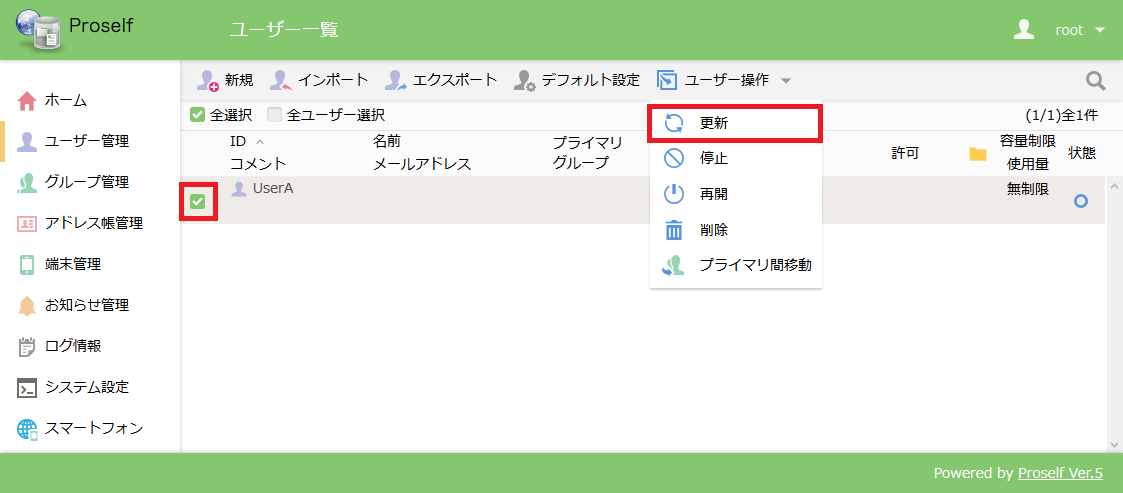 Proself
ユーザー一覧
root
ホーム
ユーザー管理
グループ管理
アドレス帳管理
端末管理
お知らせ管理
ログ情報
システム設定
スマートフォン
新規 インポート エクスポート デフォルト設定 ユーザー操作
全選択 全ユーザー選択 (1/1)全1件
ID 名前 プライマリ 許可 容量制限 状態
コメント メールアドレス グループ 使用量
UserA 無制限
更新
停止
再開
削除
プライマリ間移動
Powered by Proself Ver.5